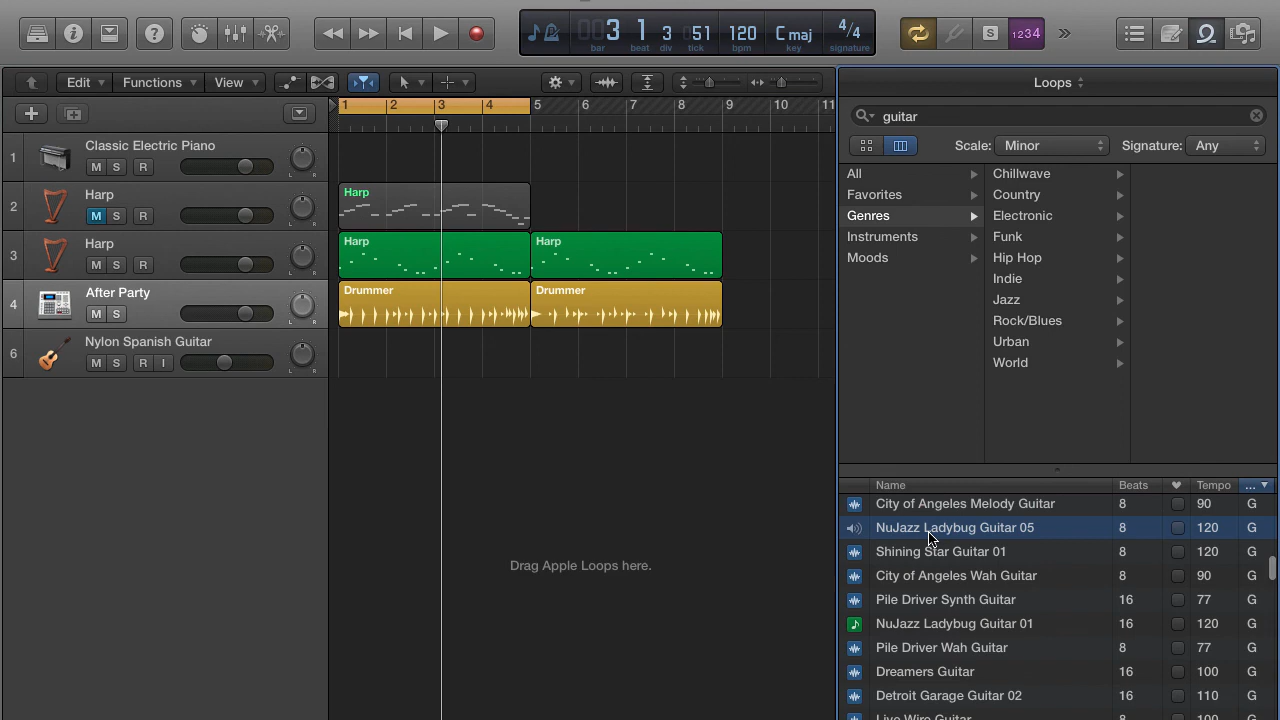 3 1 3 051 120 C maj 4/4
bar beat div tick bpm key signature
1234
Edit Functions View
Loops
1 2 3 4 5 6 7 8 9 10 11
guitar
Scale: Minor Signature: Any
1 Classic Electric Piano
M S R
L R
2 Harp
M S R
L R
3 Harp
M S R
L R
4 After Party
M S
L R
6 Nylon Spanish Guitar
M S R I
L R
Harp
Harp Harp
Drummer Drummer
Drag Apple Loops here.
All Chillwave
Favorites Country
Genres Electronic
Instruments Funk
Moods Hip Hop
Indie
Jazz
Rock/Blues
Urban
World
Name Beats Tempo ...
City of Angeles Melody Guitar 8 90 G
NuJazz Ladybug Guitar 05 8 120 G
Shining Star Guitar 01 8 120 G
City of Angeles Wah Guitar 8 90 G
Pile Driver Synth Guitar 16 77 G
NuJazz Ladybug Guitar 01 16 120 G
Pile Driver Wah Guitar 8 77 G
Dreamers Guitar 16 100 G
Detroit Garage Guitar 02 16 110 G
Live Wire Guitar 8 100 G